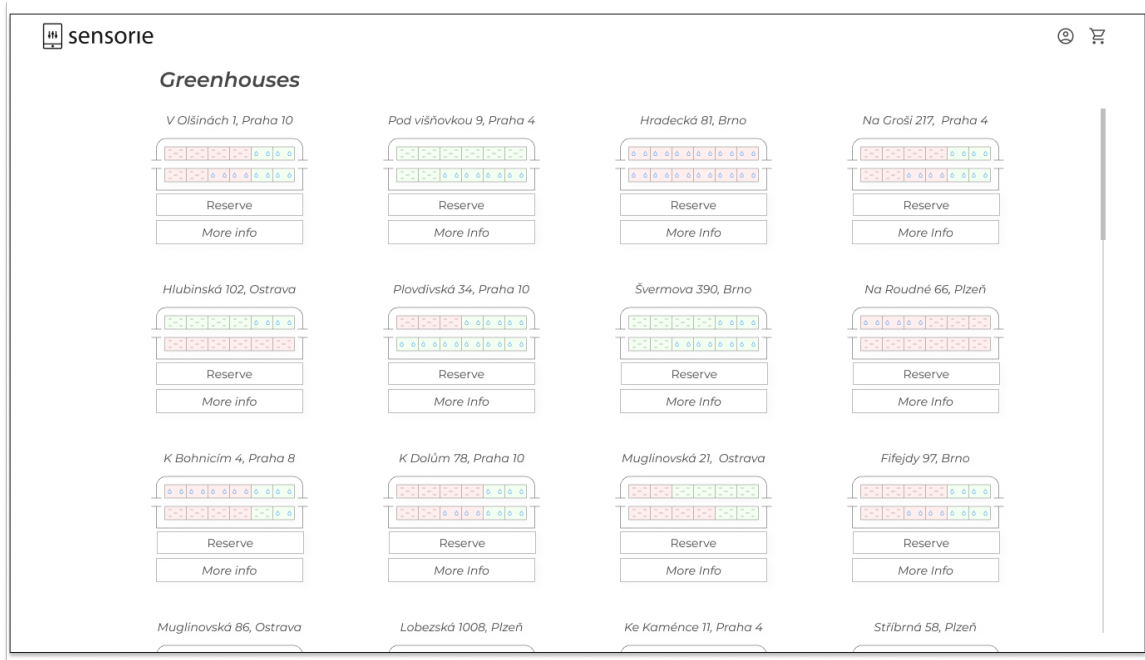 sensorie
Greenhouses
V Olšinách 1, Praha 10
Pod višňovkou 9, Praha 4
Hradecká 81, Brno
Na Groši 217, Praha 4
Reserve
Reserve
Reserve
Reserve
More info
More Info
More Info
More Info
Hlubinská 102, Ostrava
Plovdivská 34, Praha 10
Švermova 390, Brno
Na Roudné 66, Plzeň
Reserve
Reserve
Reserve
Reserve
More info
More Info
More Info
More Info
K Bohnicím 4, Praha 8
K Dolům 78, Praha 10
Muglinovská 21, Ostrava
Fifejdy 97, Brno
Reserve
Reserve
Reserve
Reserve
More info
More Info
More Info
More Info
Muglinovská 86, Ostrava
Lobezská 1008, Plzeň
Ke Kaménce 11, Praha 4
Stříbrná 58, Plzeň